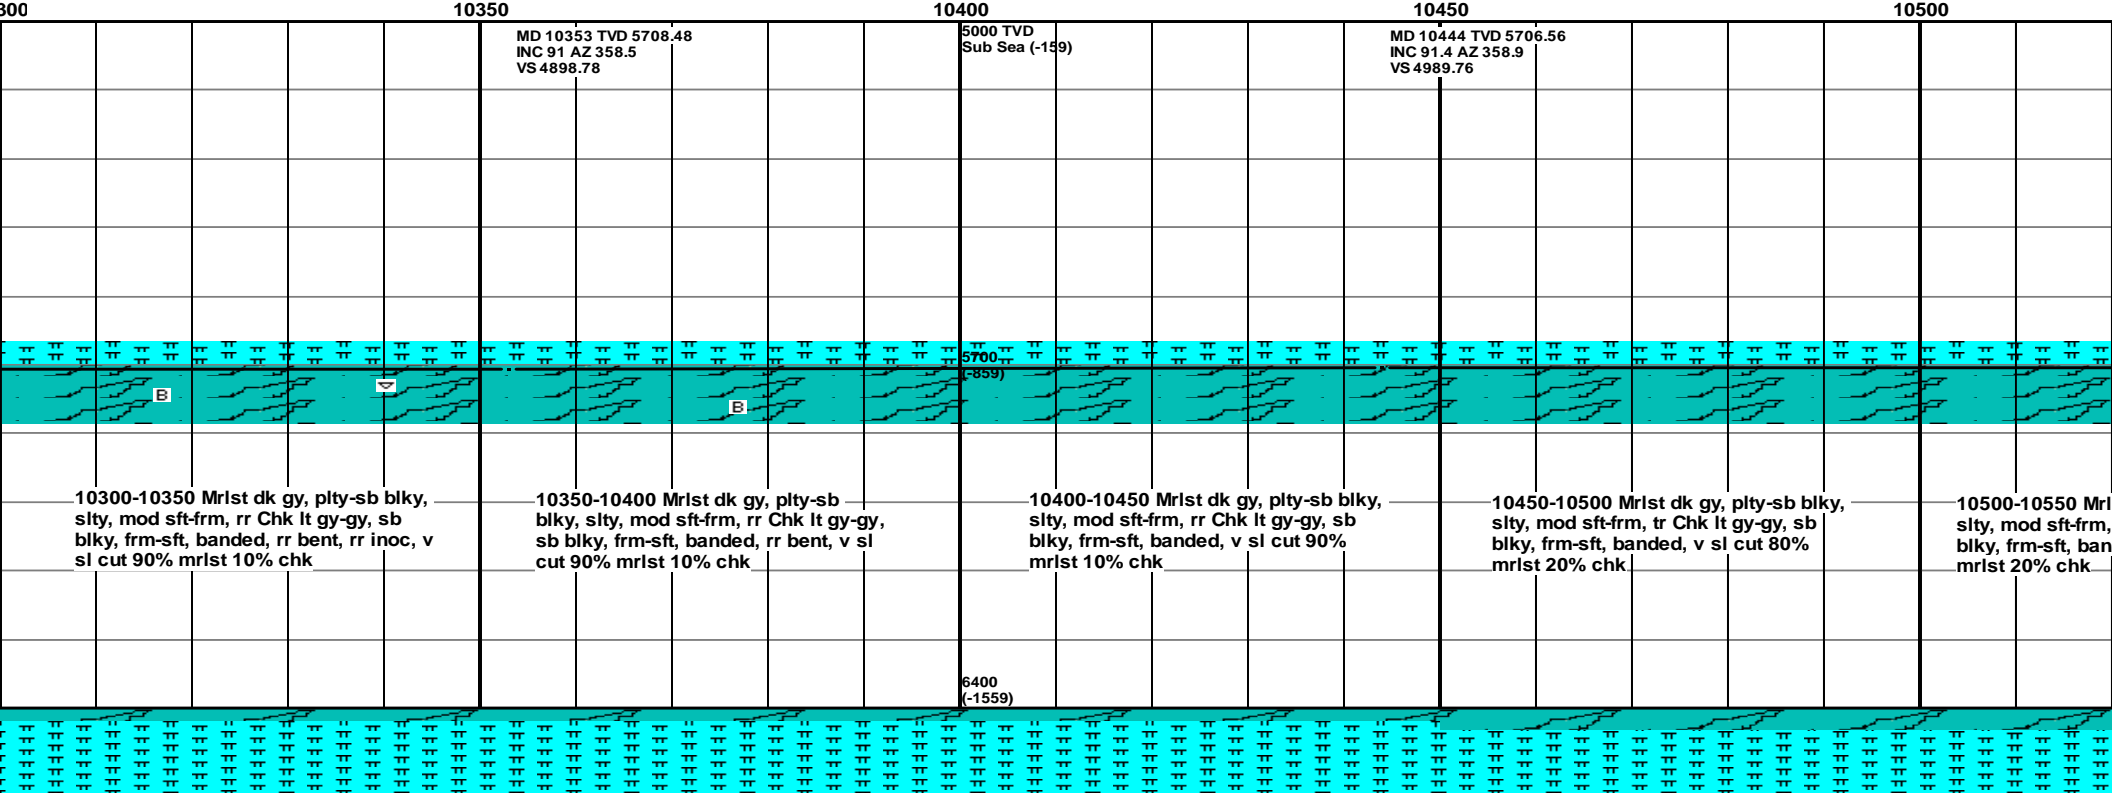 300 10350 10400 10450 10500
MD 10353 TVD 5708.48
INC 91 AZ 358.5
VS 4898.78
5000 TVD
Sub Sea (-159)
MD 10444 TVD 5706.56
INC 91.4 AZ 358.9
VS 4989.76
5700
(-859)
B
B
10300-10350 Mrlst dk gy, plty-sb blky,
slty, mod sft-frm, rr Chk lt gy-gy, sb
blky, frm-sft, banded, rr bent, rr inoc, v
sl cut 90% mrlst 10% chk
10350-10400 Mrlst dk gy, plty-sb
blky, slty, mod sft-frm, rr Chk lt gy-gy,
sb blky, frm-sft, banded, rr bent, v sl
cut 90% mrlst 10% chk
10400-10450 Mrlst dk gy, plty-sb blky,
slty, mod sft-frm, rr Chk lt gy-gy, sb
blky, frm-sft, banded, v sl cut 90%
mrlst 10% chk
10450-10500 Mrlst dk gy, plty-sb blky,
slty, mod sft-frm, tr Chk lt gy-gy, sb
blky, frm-sft, banded, v sl cut 80%
mrlst 20% chk
10500-10550 Mrl
slty, mod sft-frm,
blky, frm-sft, ban
mrlst 20% chk
6400
(-1559)